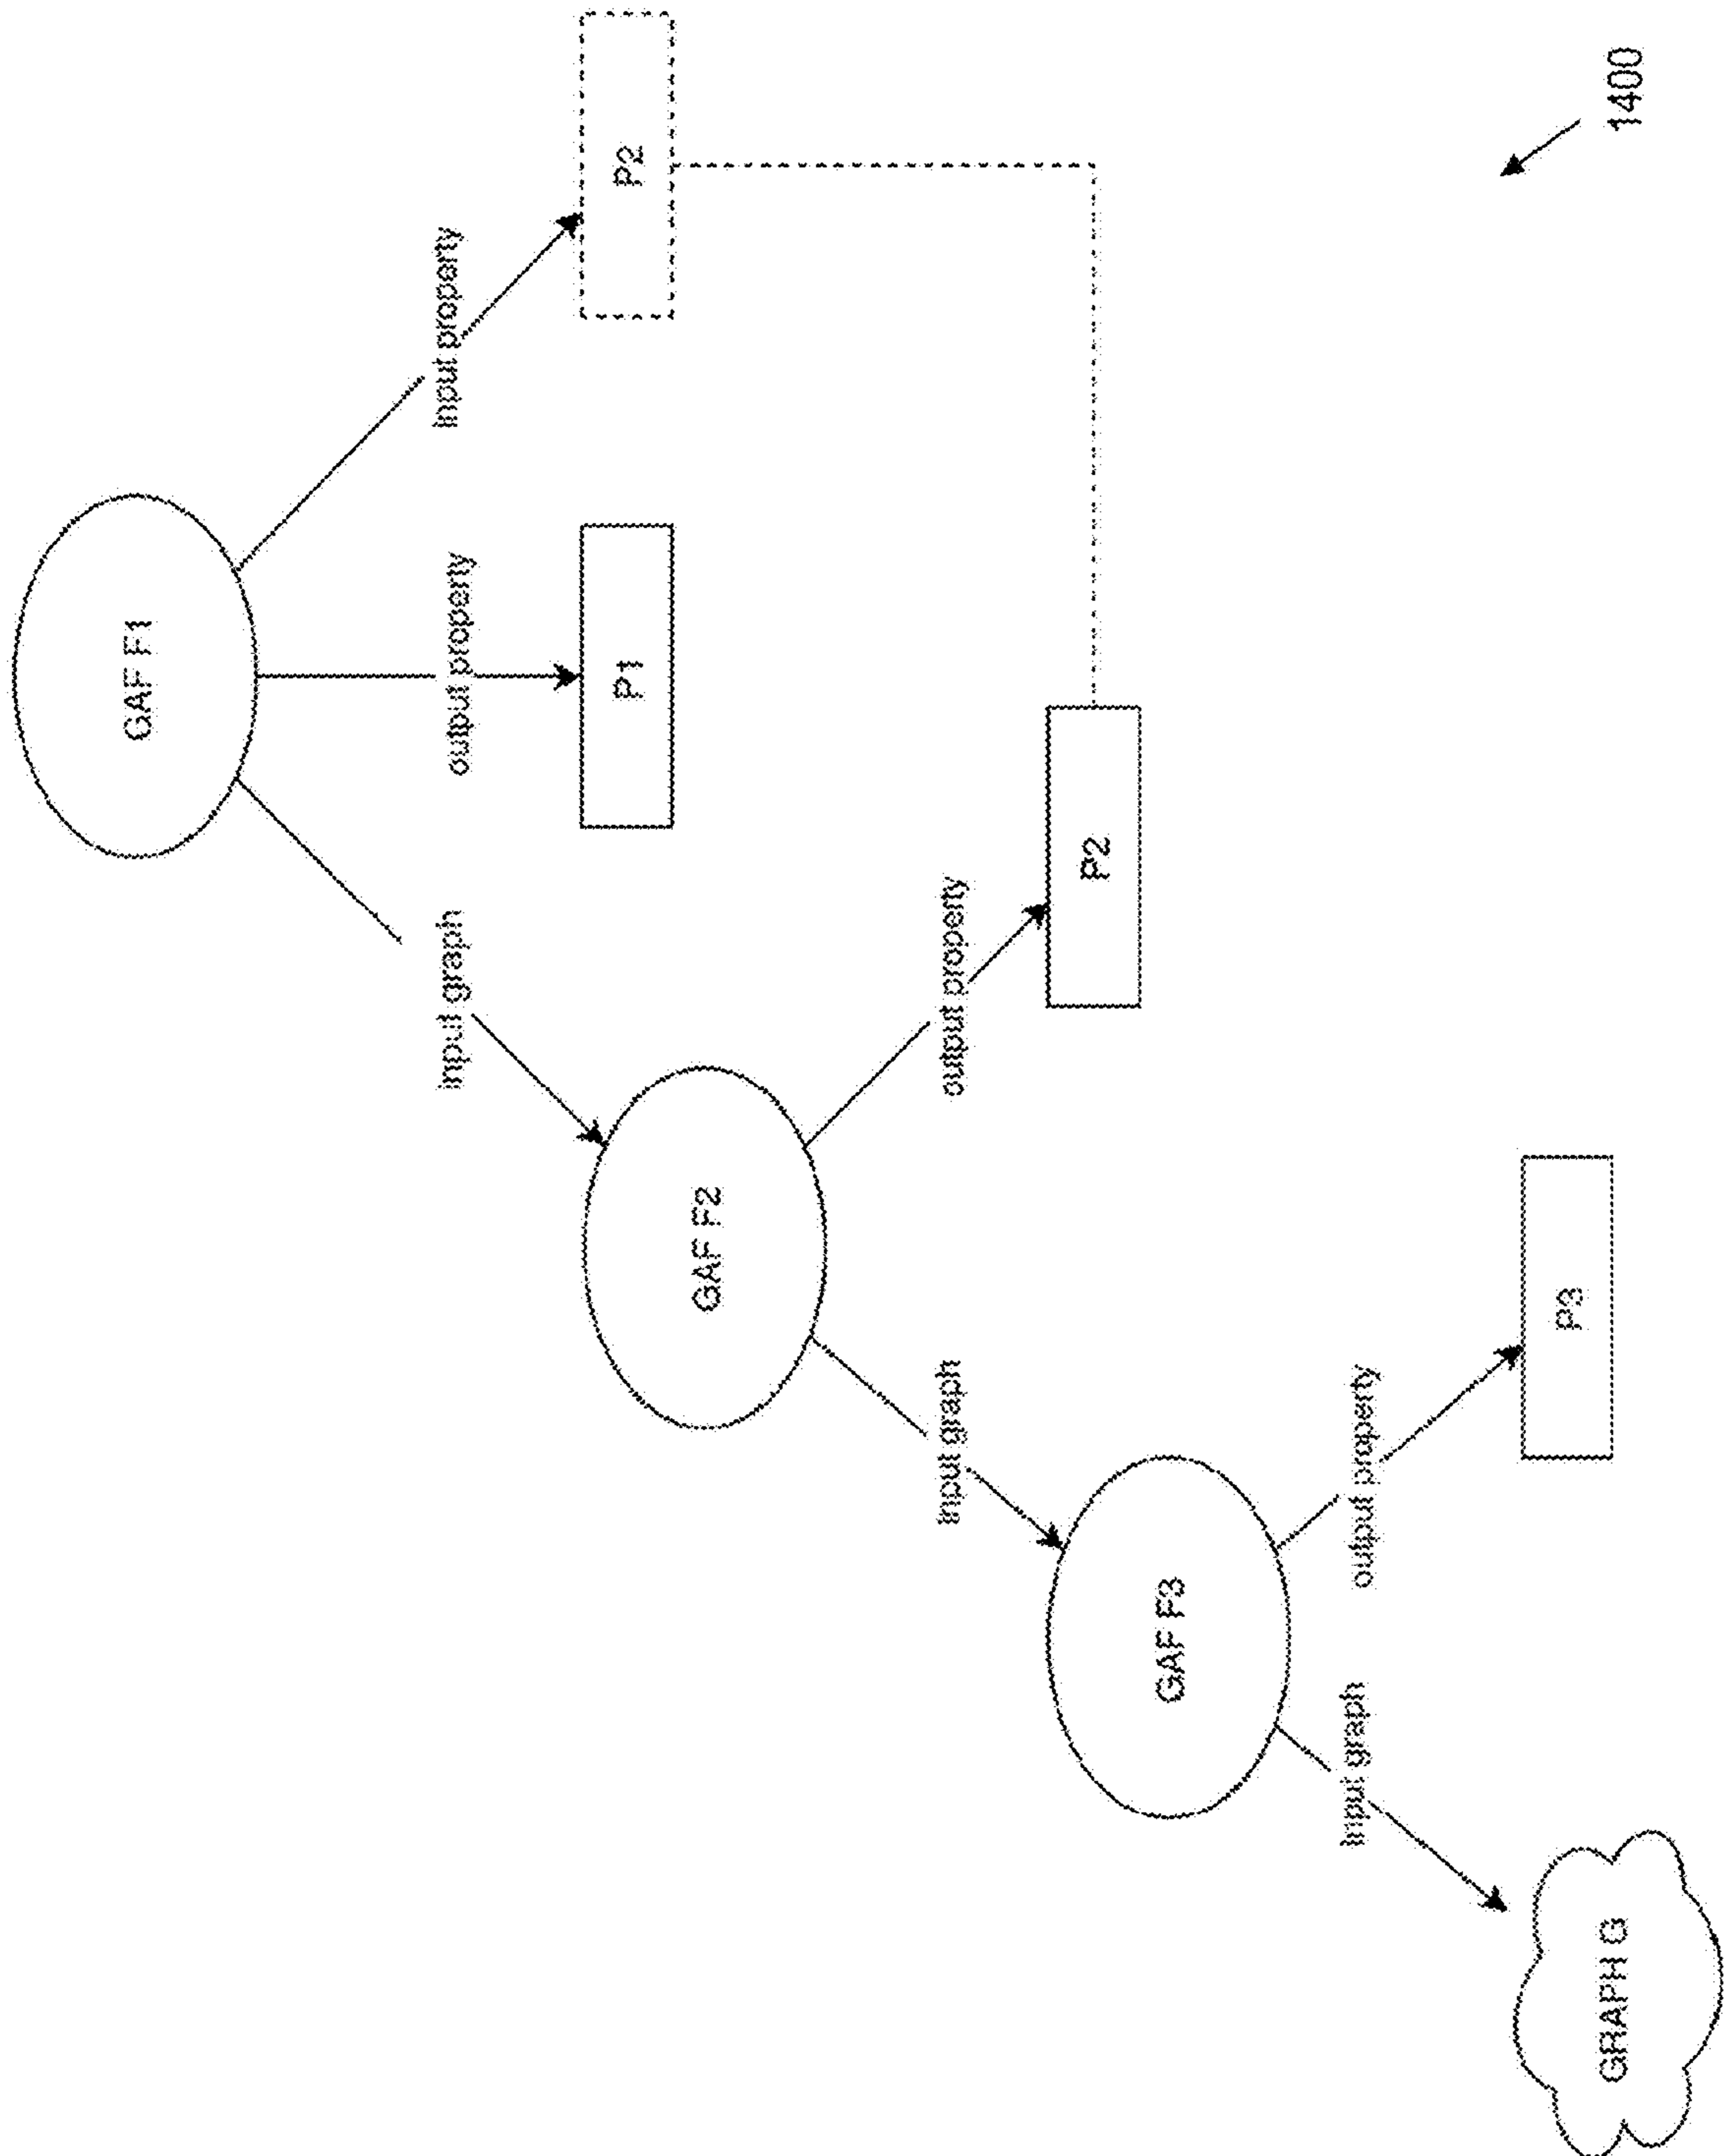 GAF F1
input graph
output property
input property
P1
P2
GAF F2
input graph
output property
P2
GAF F3
input graph
output property
GRAPH G
P3
1400